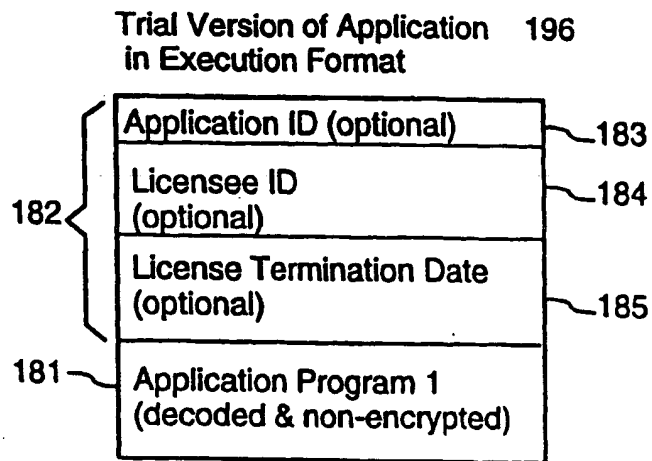 Trial Version of Application 196
in Execution Format
Application ID (optional)
183
Licensee ID
(optional)
184
182
License Termination Date
(optional)
185
181
Application Program 1
(decoded & non-encrypted)